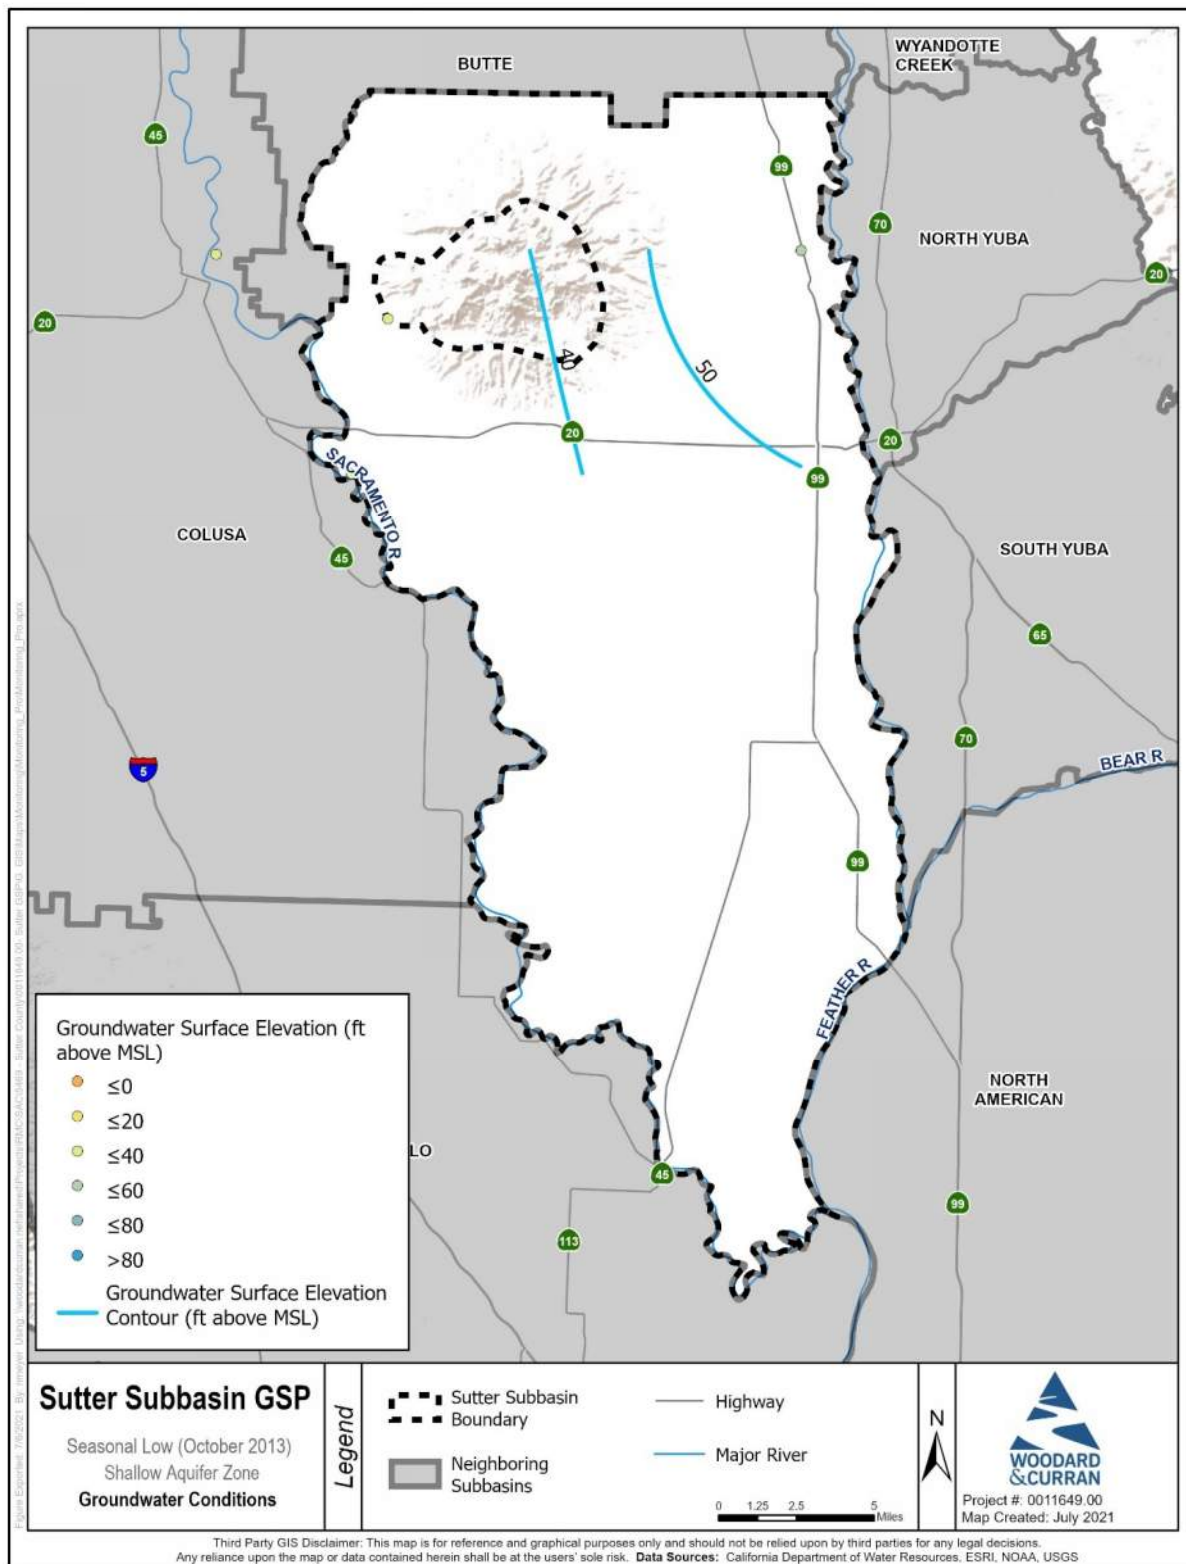 BUTTE
WYANDOTTE
CREEK
45
99
70
NORTH YUBA
20
20
40
50
20
20
99
SACRAMENTO R
COLUSA
45
SOUTH YUBA
65
70
5
BEAR R
99
FEATHER R
NORTH
AMERICAN
LO
45
99
113
Groundwater Surface Elevation (ft
above MSL)
≤0
≤20
≤40
≤60
≤80
>80
Groundwater Surface Elevation
Contour (ft above MSL)
Sutter Subbasin GSP
Seasonal Low (October 2013)
Shallow Aquifer Zone
Groundwater Conditions
Legend
Sutter Subbasin
Boundary
Neighboring
Subbasins
Highway
Major River
0 1.25 2.5 5
Miles
N
WOODARD
&CURRAN
Project #: 0011649.00
Map Created: July 2021
Third Party GIS Disclaimer: This map is for reference and graphical purposes only and should not be relied upon by third parties for any legal decisions.
Any reliance upon the map or data contained herein shall be at the users' sole risk. Data Sources: California Department of Water Resources, ESRI, NOAA, USGS
Figure Exported: 7/6/2021